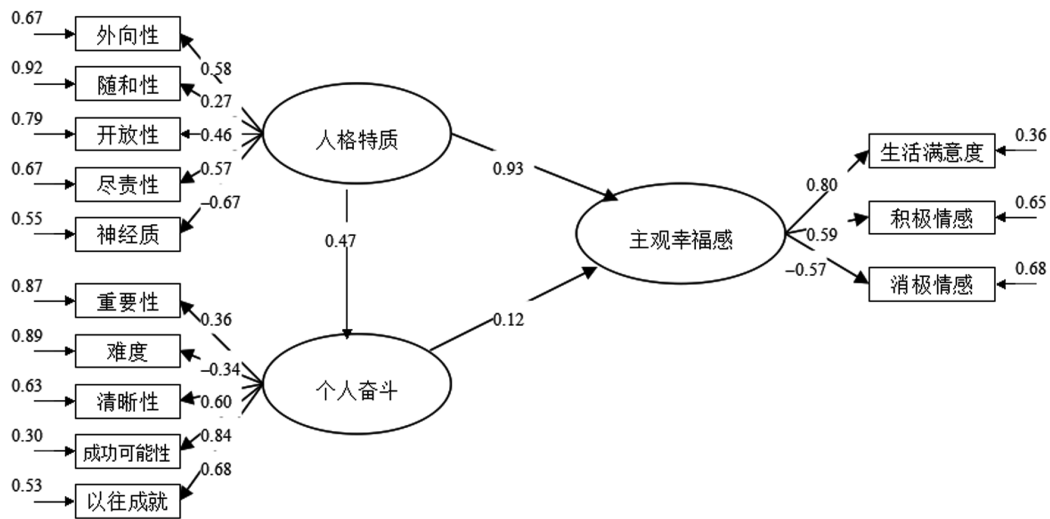 0.67
外向性
0.58
0.92
随和性
0.27
0.79
开放性
0.46
0.67
尽责性
0.57
0.55
神经质
−0.67
人格特质
0.93
0.47
0.87
重要性
0.36
0.89
难度
−0.34
0.63
清晰性
0.60
0.30
成功可能性
0.84
0.53
以往成就
0.68
个人奋斗
0.12
主观幸福感
0.80
生活满意度
0.36
0.59
积极情感
0.65
−0.57
消极情感
0.68